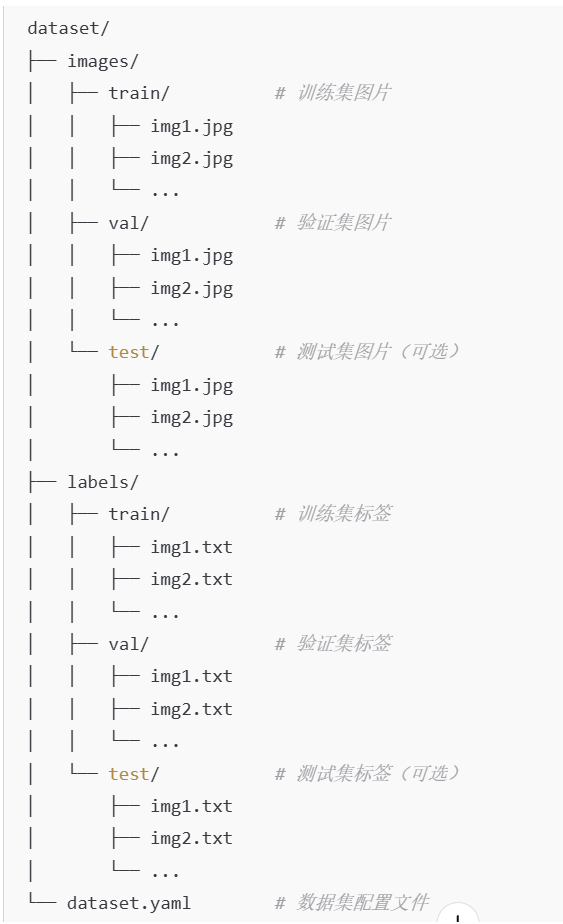 dataset/
├── images/
│   ├── train/          # 训练集图片
│   │   ├── img1.jpg
│   │   ├── img2.jpg
│   │   └── ...
│   ├── val/            # 验证集图片
│   │   ├── img1.jpg
│   │   ├── img2.jpg
│   │   └── ...
│   └── test/           # 测试集图片（可选）
│       ├── img1.jpg
│       ├── img2.jpg
│       └── ...
├── labels/
│   ├── train/          # 训练集标签
│   │   ├── img1.txt
│   │   ├── img2.txt
│   │   └── ...
│   ├── val/            # 验证集标签
│   │   ├── img1.txt
│   │   ├── img2.txt
│   │   └── ...
│   └── test/           # 测试集标签（可选）
│       ├── img1.txt
│       ├── img2.txt
│       └── ...
└── dataset.yaml        # 数据集配置文件